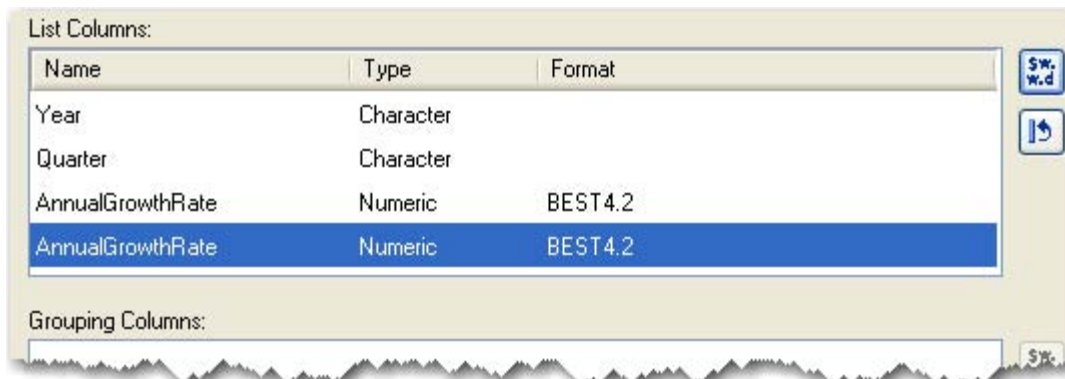 List Columns:
Name Type Format
$w.
w.d
Year Character
Quarter Character
AnnualGrowthRate Numeric BEST4.2
AnnualGrowthRate Numeric BEST4.2
Grouping Columns:
$w.